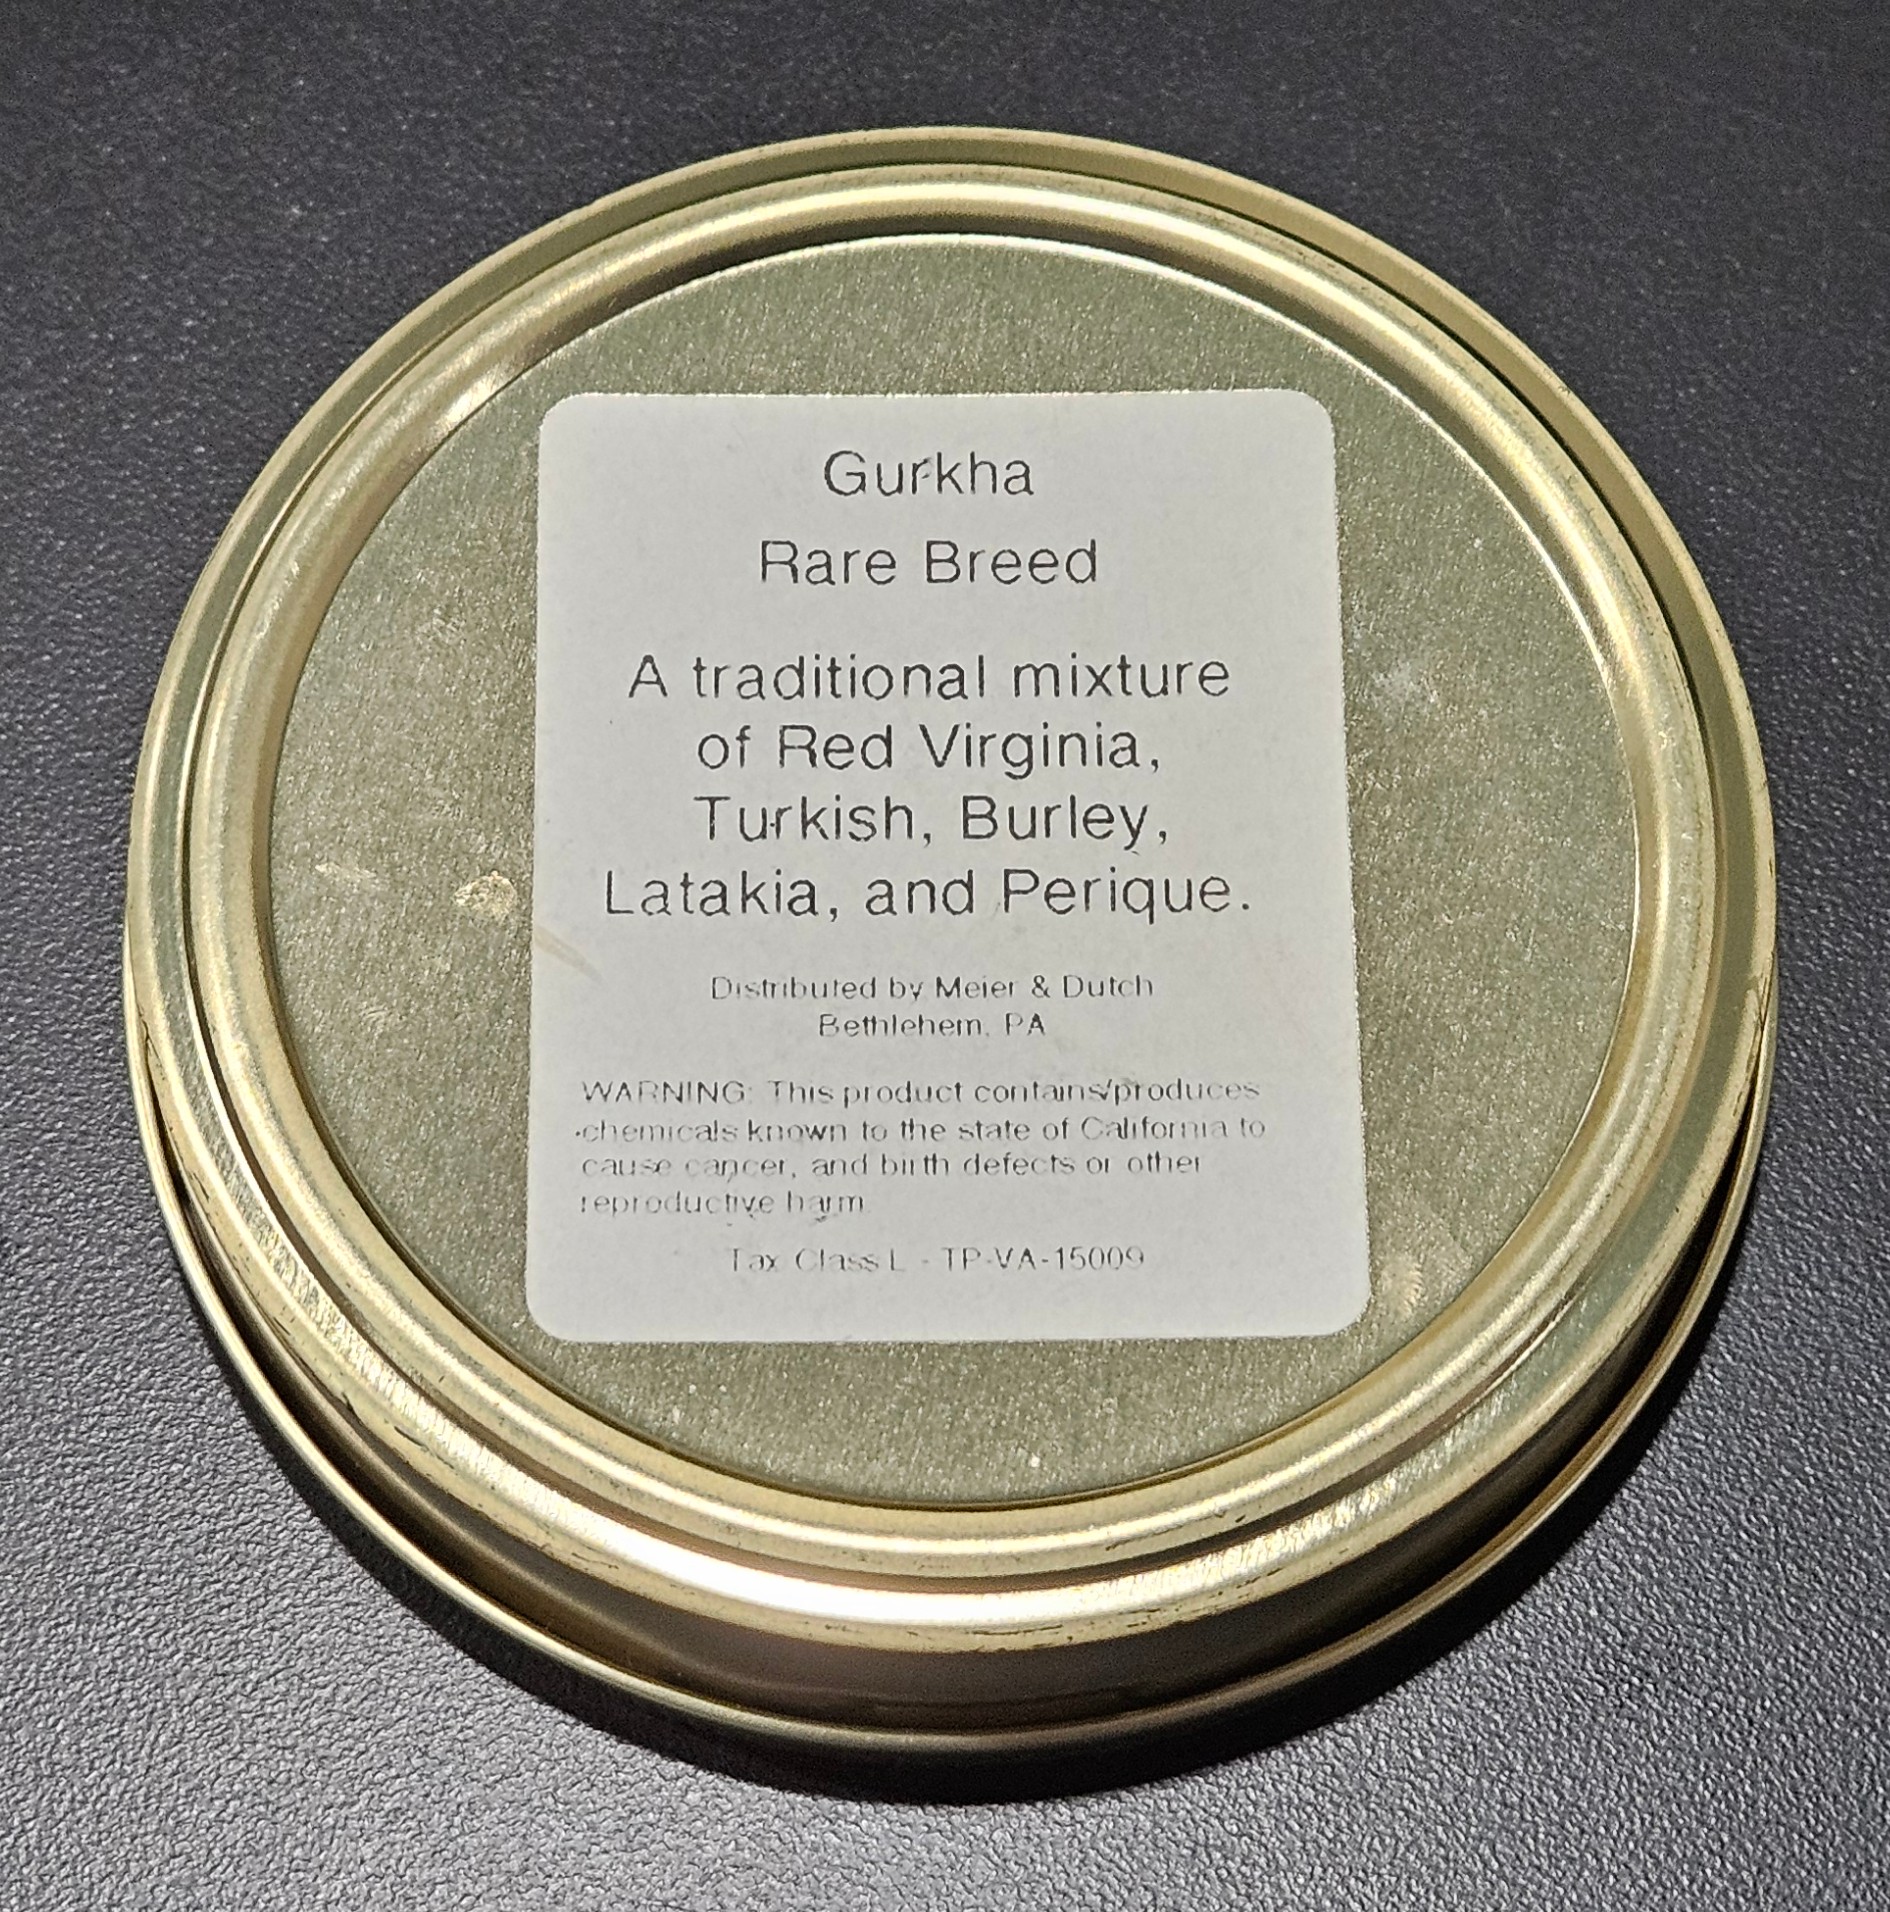 Gurkha
Rare Breed
A traditional mixture
of Red Virginia,
Turkish, Burley,
Latakia, and Perique.
Distributed by Meier & Dutch
Bethlehem, PA
WARNING: This product contains/produces
chemicals known to the state of California to
cause cancer, and birth defects or other
reproductive harm.
Tax Class L - TP-VA-15009